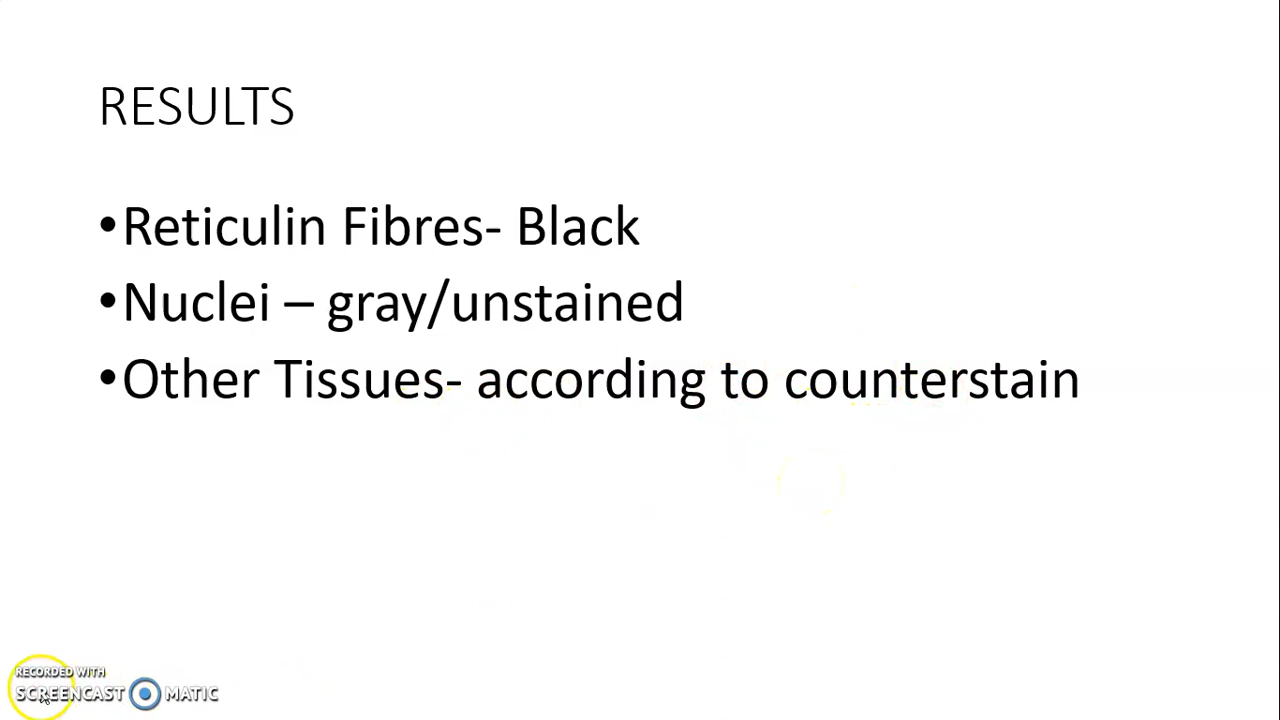 RESULTS
•Reticulin Fibres- Black
•Nuclei – gray/unstained
•Other Tissues- according to counterstain
RECORDED WITH
SCREENCAST MATIC